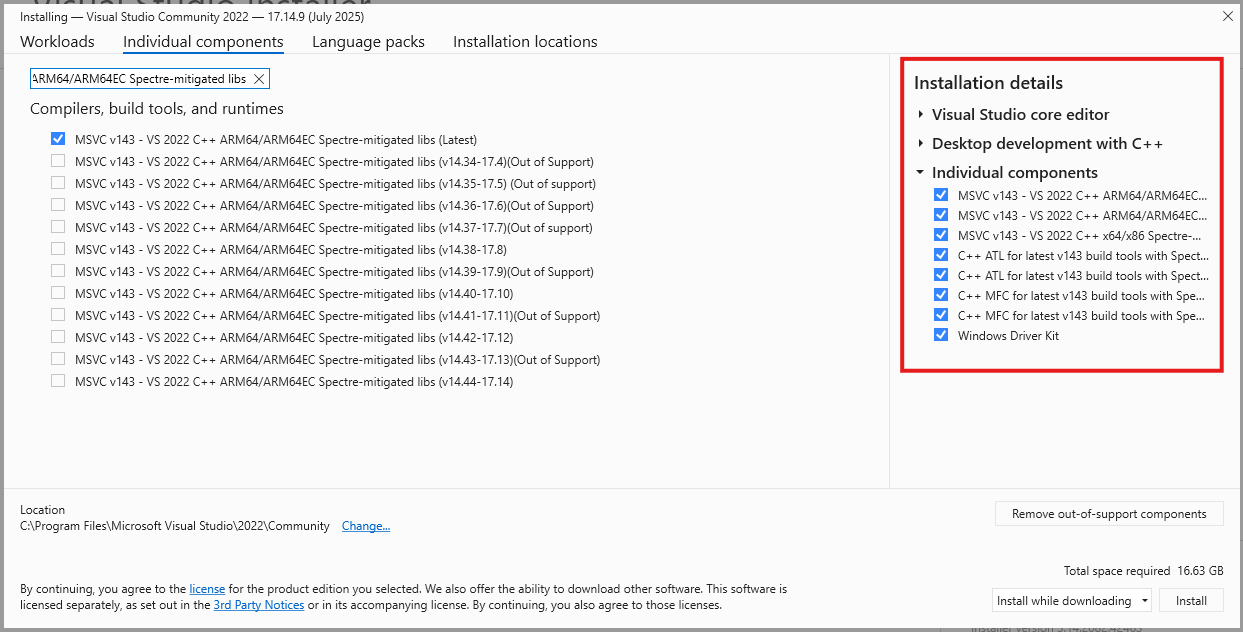 Visual Studio Installer
Installing — Visual Studio Community 2022 — 17.14.9 (July 2025)
Workloads Individual components Language packs Installation locations
ARM64/ARM64EC Spectre-mitigated libs
Compilers, build tools, and runtimes
MSVC v143 - VS 2022 C++ ARM64/ARM64EC Spectre-mitigated libs (Latest)
MSVC v143 - VS 2022 C++ ARM64/ARM64EC Spectre-mitigated libs (v14.34-17.4)(Out of Support)
MSVC v143 - VS 2022 C++ ARM64/ARM64EC Spectre-mitigated libs (v14.35-17.5) (Out of support)
MSVC v143 - VS 2022 C++ ARM64/ARM64EC Spectre-mitigated libs (v14.36-17.6)(Out of Support)
MSVC v143 - VS 2022 C++ ARM64/ARM64EC Spectre-mitigated libs (v14.37-17.7)(Out of support)
MSVC v143 - VS 2022 C++ ARM64/ARM64EC Spectre-mitigated libs (v14.38-17.8)
MSVC v143 - VS 2022 C++ ARM64/ARM64EC Spectre-mitigated libs (v14.39-17.9)(Out of Support)
MSVC v143 - VS 2022 C++ ARM64/ARM64EC Spectre-mitigated libs (v14.40-17.10)
MSVC v143 - VS 2022 C++ ARM64/ARM64EC Spectre-mitigated libs (v14.41-17.11)(Out of Support)
MSVC v143 - VS 2022 C++ ARM64/ARM64EC Spectre-mitigated libs (v14.42-17.12)
MSVC v143 - VS 2022 C++ ARM64/ARM64EC Spectre-mitigated libs (v14.43-17.13)(Out of Support)
MSVC v143 - VS 2022 C++ ARM64/ARM64EC Spectre-mitigated libs (v14.44-17.14)
Installation details
Visual Studio core editor
Desktop development with C++
Individual components
MSVC v143 - VS 2022 C++ ARM64/ARM64EC...
MSVC v143 - VS 2022 C++ ARM64/ARM64EC...
MSVC v143 - VS 2022 C++ x64/x86 Spectre-...
C++ ATL for latest v143 build tools with Spect...
C++ ATL for latest v143 build tools with Spect...
C++ MFC for latest v143 build tools with Spe...
C++ MFC for latest v143 build tools with Spe...
Windows Driver Kit
Location
C:\Program Files\Microsoft Visual Studio\2022\Community Change...
Remove out-of-support components
Total space required 16.63 GB
By continuing, you agree to the license for the product edition you selected. We also offer the ability to download other software. This software is
licensed separately, as set out in the 3rd Party Notices or in its accompanying license. By continuing, you also agree to those licenses.
Install while downloading Install